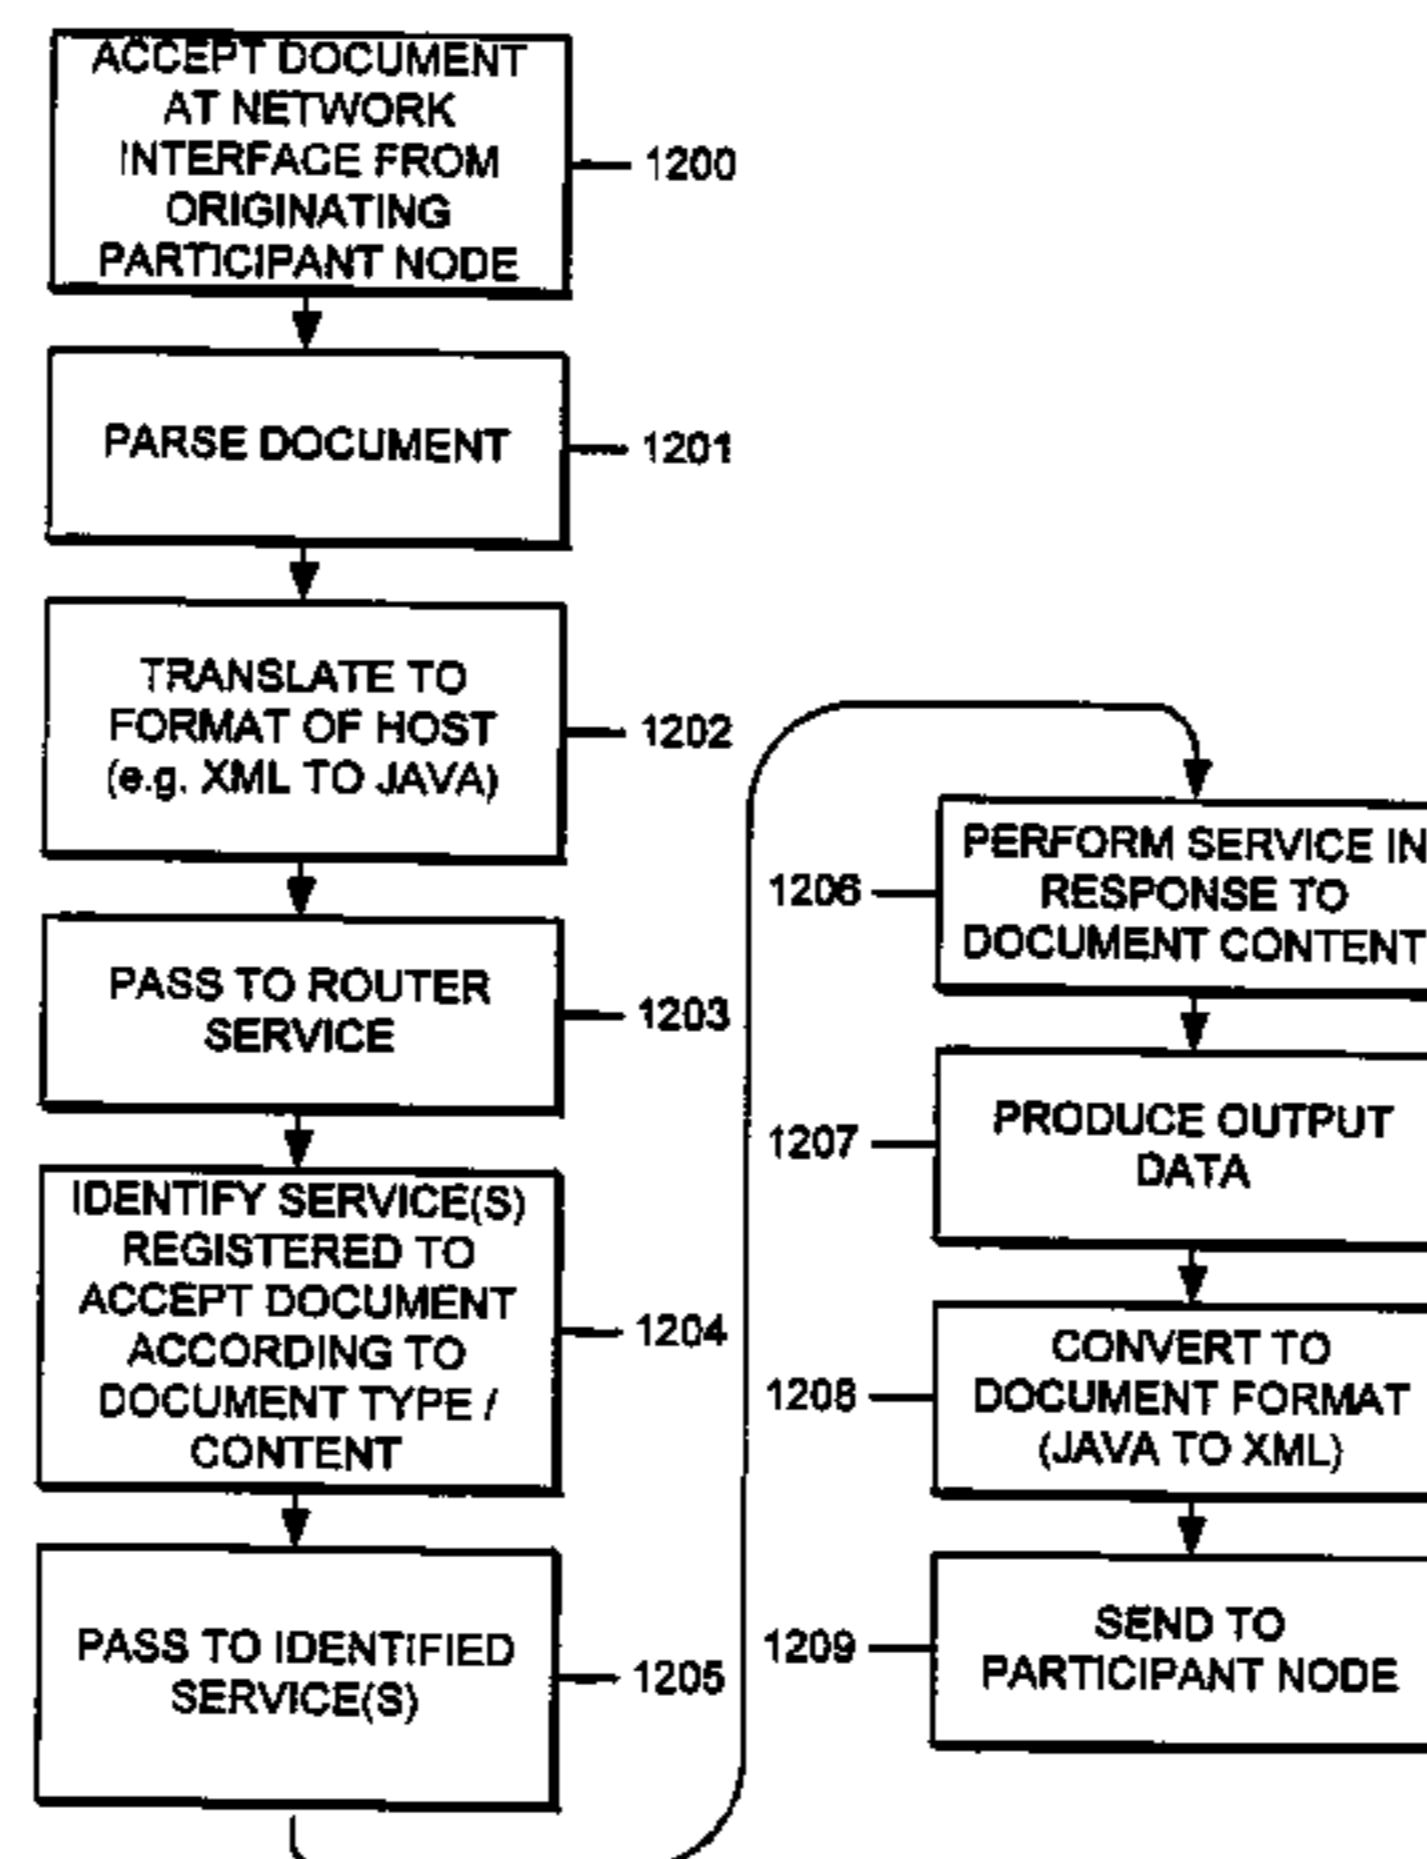 ACCEPT DOCUMENT
AT NETWORK
INTERFACE FROM
ORIGINATING
PARTICIPANT NODE
1200
PARSE DOCUMENT
1201
TRANSLATE TO
FORMAT OF HOST
(e.g. XML TO JAVA)
1202
PASS TO ROUTER
SERVICE
1203
IDENTIFY SERVICE(S)
REGISTERED TO
ACCEPT DOCUMENT
ACCORDING TO
DOCUMENT TYPE /
CONTENT
1204
PASS TO IDENTIFIED
SERVICE(S)
1205
PERFORM SERVICE IN
RESPONSE TO
DOCUMENT CONTENT
1206
PRODUCE OUTPUT
DATA
1207
CONVERT TO
DOCUMENT FORMAT
(JAVA TO XML)
1208
SEND TO
PARTICIPANT NODE
1209